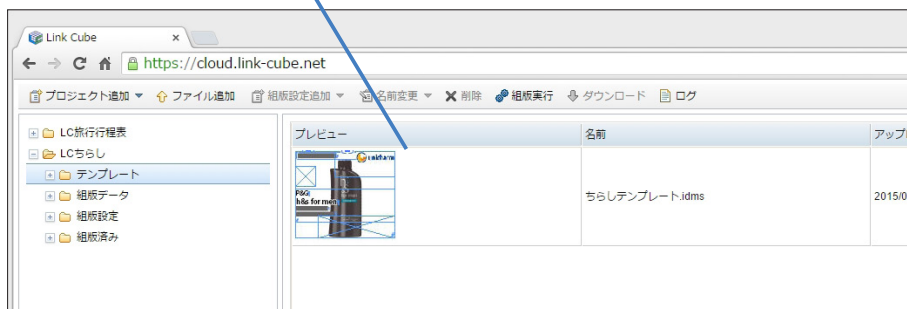 Link Cube
https://cloud.link-cube.net
プロジェクト追加 ファイル追加 組版設定追加 名前変更 削除 組版実行 ダウンロード ログ
LC旅行行程表
LCちらし
テンプレート
組版データ
組版設定
組版済み
プレビュー 名前
unicharm
P&G
h&s for men
ちらしテンプレート.idms 2015/0